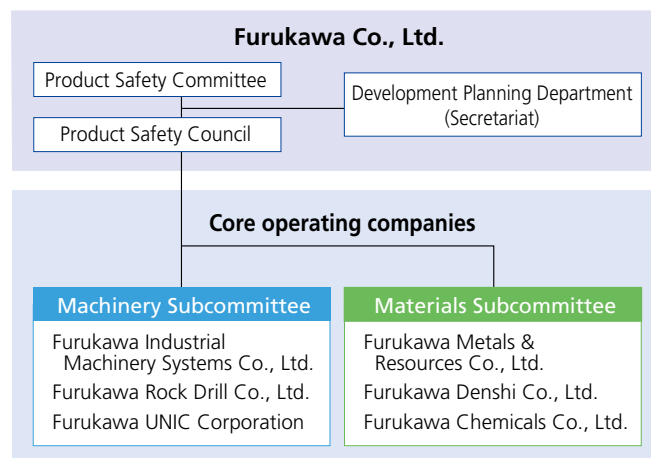 Furukawa Co., Ltd.
Product Safety Committee
Development Planning Department
(Secretariat)
Product Safety Council
Core operating companies
Machinery Subcommittee
Furukawa Industrial
Machinery Systems Co., Ltd.
Furukawa Rock Drill Co., Ltd.
Furukawa UNIC Corporation
Materials Subcommittee
Furukawa Metals &
Resources Co., Ltd.
Furukawa Denshi Co., Ltd.
Furukawa Chemicals Co., Ltd.